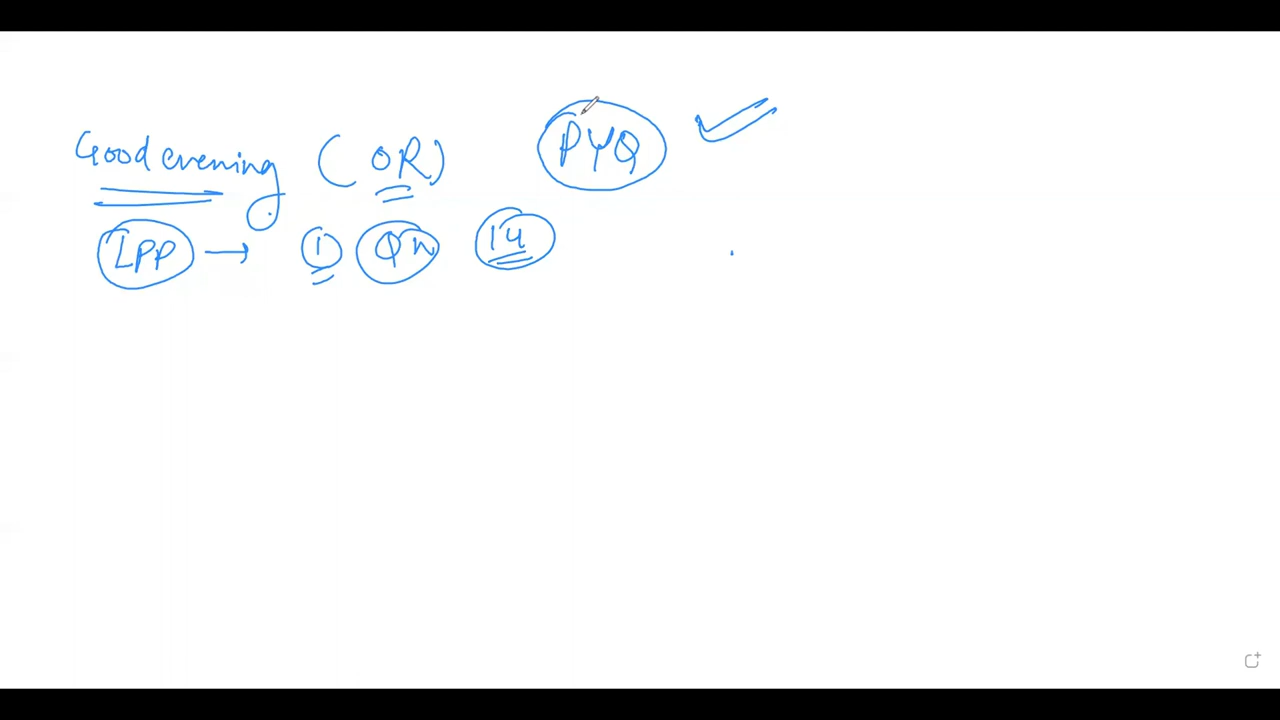 Good evening (OR) PYQ
LPP → 1 Qn 14